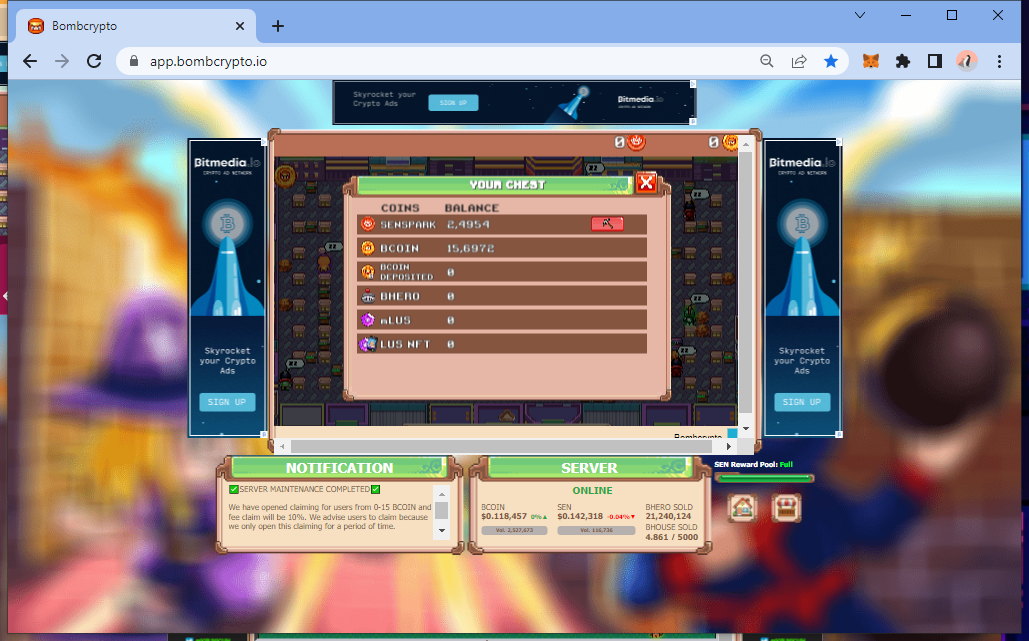 Bombcrypto
app.bombcrypto.io
Skyrocket your
Crypto Ads
SIGN UP
Bitmedia.io
CRYPTO AD NETWORK
0
0
Bitmedia.io
CRYPTO AD NETWORK
Skyrocket
your Crypto
Ads
SIGN UP
YOUR CHEST
COINS BALANCE
SENSPARK 2,4954
BCOIN 15,6972
BCOIN
DEPOSITED 0
BHERO 0
mLUS 0
LUS NFT 0
Bitmedia.io
CRYPTO AD NETWORK
Skyrocket
your Crypto
Ads
SIGN UP
Bombcrypto
NOTIFICATION
✅SERVER MAINTENANCE COMPLETED✅
We have opened claiming for users from 0-15 BCOIN and
fee claim will be 10%. We advise users to claim because
we only open this claiming for a period of time.
SERVER
ONLINE
BCOIN
$0.118,457 0%▲
SEN
$0.142,318 -0.04%▼
BHERO SOLD
21,240,124
BHOUSE SOLD
4.861 / 5000
SEN Reward Pool: Full